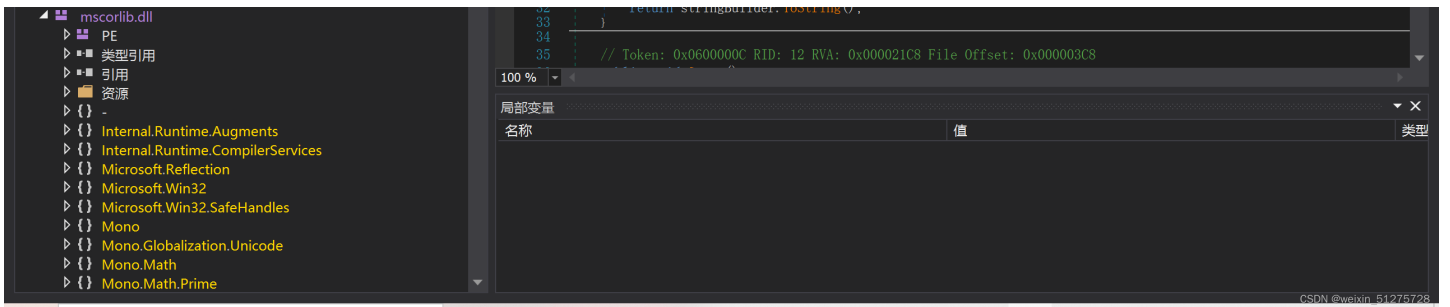 mscorlib.dll
PE
类型引用
引用
资源
{ } -
{ } Internal.Runtime.Augments
{ } Internal.Runtime.CompilerServices
{ } Microsoft.Reflection
{ } Microsoft.Win32
{ } Microsoft.Win32.SafeHandles
{ } Mono
{ } Mono.Globalization.Unicode
{ } Mono.Math
{ } Mono.Math.Prime
32 return stringBuilder.ToString();
33 }
34
35 // Token: 0x0600000C RID: 12 RVA: 0x000021C8 File Offset: 0x000003C8
100 %
局部变量
名称 值 类型
CSDN @weixin_51275728